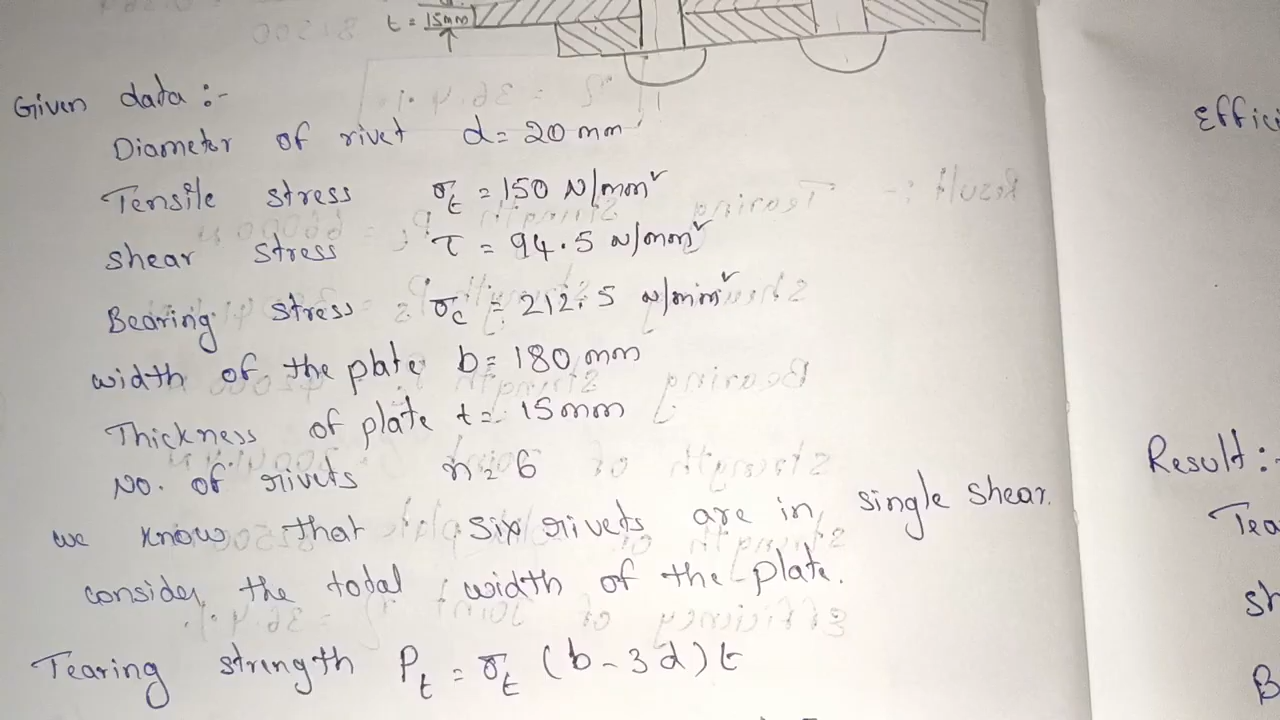 t = 15mm
Given data :-
Diameter of rivet d = 20 mm
Tensile stress σt = 150 N/mm²
shear stress τ = 94.5 N/mm²
Bearing stress = σc = 212.5 N/mm²
width of the plate b = 180 mm
Thickness of plate t = 15mm
No. of rivets n = 6
we know that six rivets are in single shear.
consider the total width of the plate.
Tearing strength Pt = σt (b - 3d) t
Effici
Result :-
Tea
Sh
B